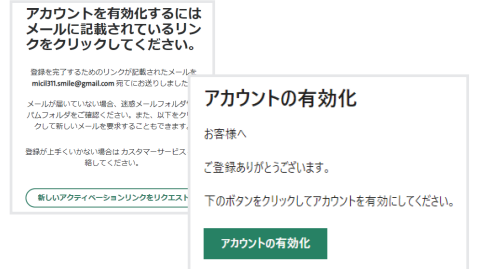 アカウントを有効化するには
メールに記載されているリン
クをクリックしてください。
登録を完了するためのリンクが記載されたメールを
micil311.smile@gmail.com 宛てにお送りしました
メールが届いていない場合、迷惑メールフォルダ
パムフォルダをご確認ください。また、以下をク
クして新しいメールを要求することもできます。
登録が上手くいかない場合は カスタマーサービス
絡してください。
新しいアクティベーションリンクをリクエスト
アカウントの有効化
お客様へ
ご登録ありがとうございます。
下のボタンをクリックしてアカウントを有効にしてください。
アカウントの有効化